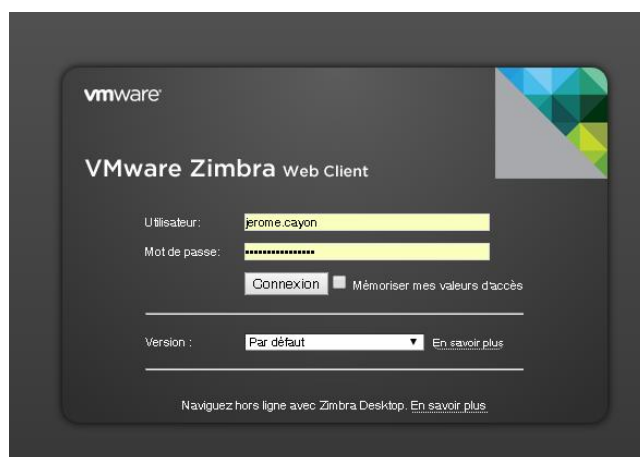 vmware
VMware Zimbra Web Client
Utilisateur: jerome.cayon
Mot de passe: ••••••••••••••••
Connexion Mémoriser mes valeurs d'accès
Version : Par défaut En savoir plus
Naviguez hors ligne avec Zimbra Desktop. En savoir plus